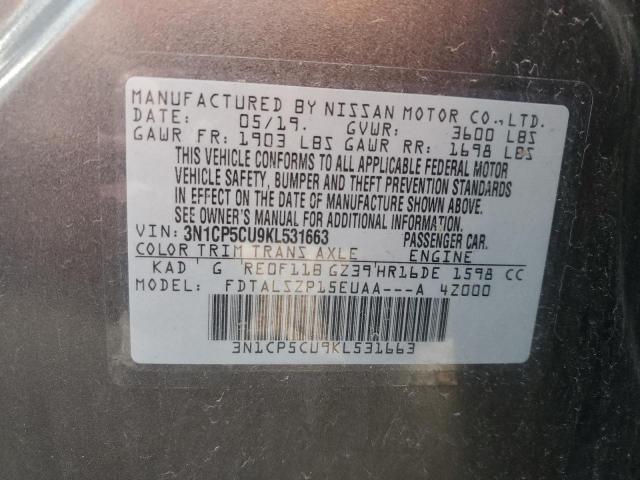 MANUFACTURED BY NISSAN MOTOR CO.,LTD.
DATE: 05/19. GVWR: 3600 LBS
GAWR FR: 1903 LBS GAWR RR: 1698 LBS
THIS VEHICLE CONFORMS TO ALL APPLICABLE FEDERAL MOTOR
VEHICLE SAFETY, BUMPER AND THEFT PREVENTION STANDARDS
IN EFFECT ON THE DATE OF MANUFACTURE SHOWN ABOVE.
SEE OWNER'S MANUAL FOR ADDITIONAL INFORMATION
VIN: 3N1CP5CU9KL531663 PASSENGER CAR.
COLOR TRIM TRANS AXLE ENGINE
KAD G RE0F11B GZ39 HR16DE 1598 CC
MODEL: FDTALSZP15EUAA---A 4Z000
3N1CP5CU9KL531663